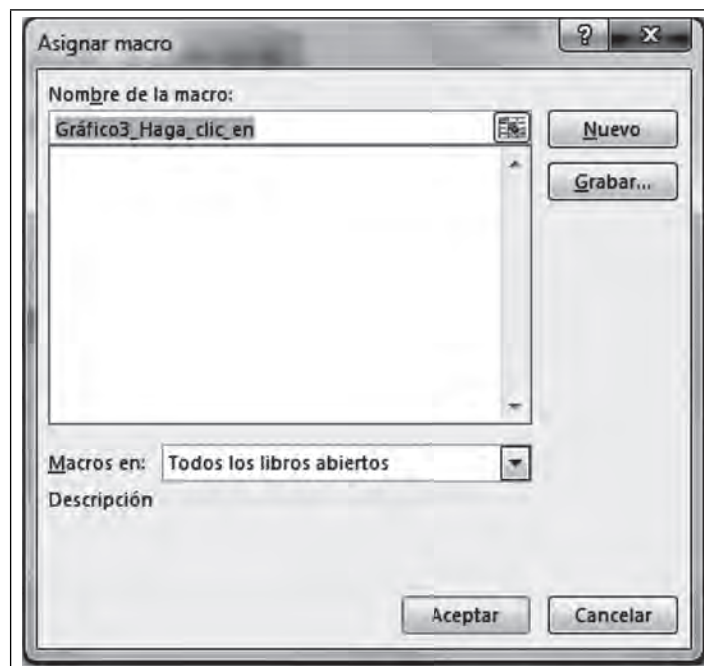 Asignar macro
Nombre de la macro:
Gráfico3_Haga_clic_en
Nuevo
Grabar...
Macros en: Todos los libros abiertos
Descripción
Aceptar Cancelar